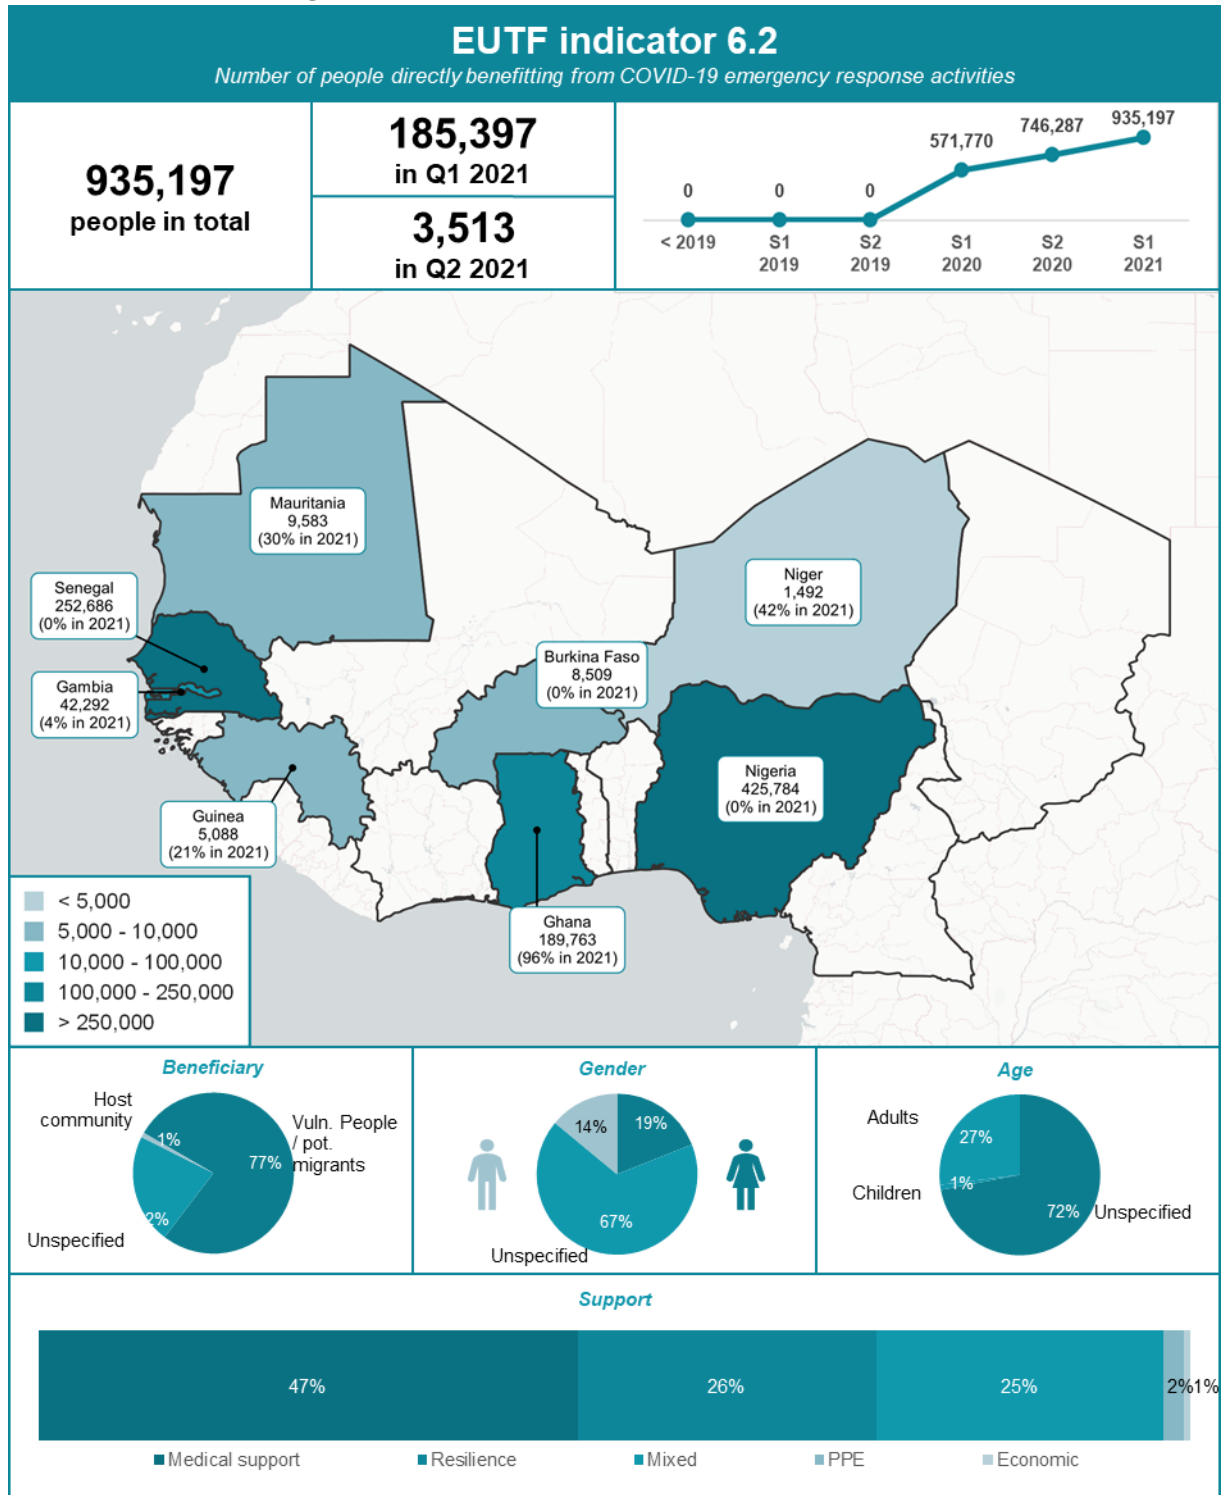 EUTF indicator 6.2
Number of people directly benefitting from COVID-19 emergency response activities
935,197
people in total
185,397
in Q1 2021
3,513
in Q2 2021
0
0
0
571,770
746,287
935,197
< 2019
S1
2019
S2
2019
S1
2020
S2
2020
S1
2021
Mauritania
9,583
(30% in 2021)
Senegal
252,686
(0% in 2021)
Niger
1,492
(42% in 2021)
Burkina Faso
8,509
(0% in 2021)
Gambia
42,292
(4% in 2021)
Nigeria
425,784
(0% in 2021)
Guinea
5,088
(21% in 2021)
Ghana
189,763
(96% in 2021)
< 5,000
5,000 - 10,000
10,000 - 100,000
100,000 - 250,000
> 250,000
Beneficiary
Host
community
1%
Vuln. People
/ pot.
migrants
77%
2%
Unspecified
Gender
14%
19%
67%
Unspecified
Age
Adults
27%
Children
1%
72%
Unspecified
Support
47%
26%
25%
2%
1%
Medical support
Resilience
Mixed
PPE
Economic